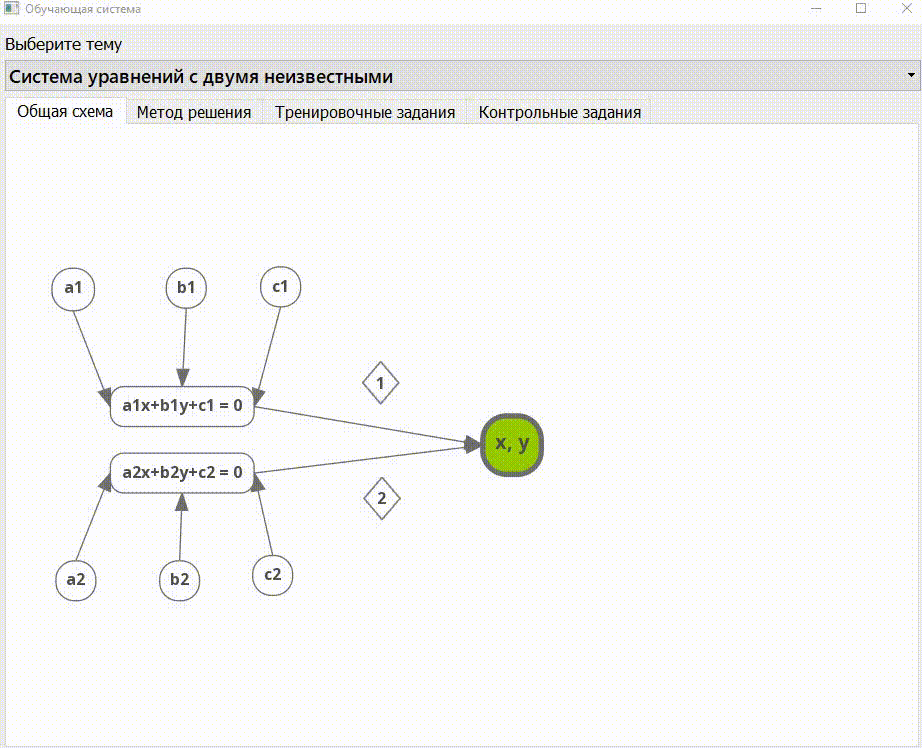 Обучающая система
Выберите тему
Система уравнений с двумя неизвестными
Общая схема Метод решения Тренировочные задания Контрольные задания
a1 b1 c1
1
a1x+b1y+c1 = 0
x, y
a2x+b2y+c2 = 0
2
a2 b2 c2